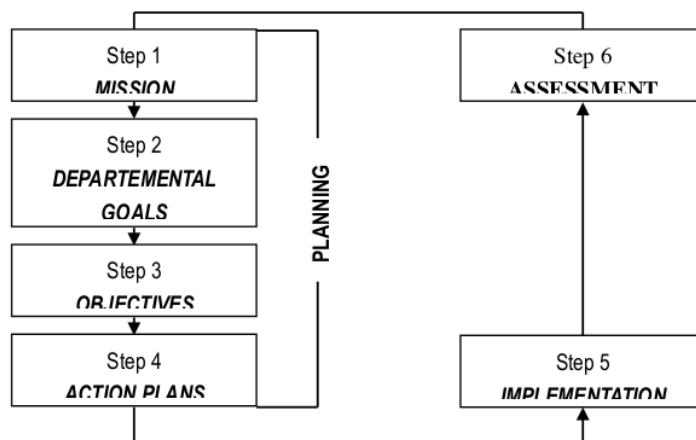 Step 1
MISSION
Step 2
DEPARTEMENTAL
GOALS
Step 3
OBJECTIVES
Step 4
ACTION PLANS
PLANNING
Step 6
ASSESSMENT
Step 5
IMPLEMENTATION